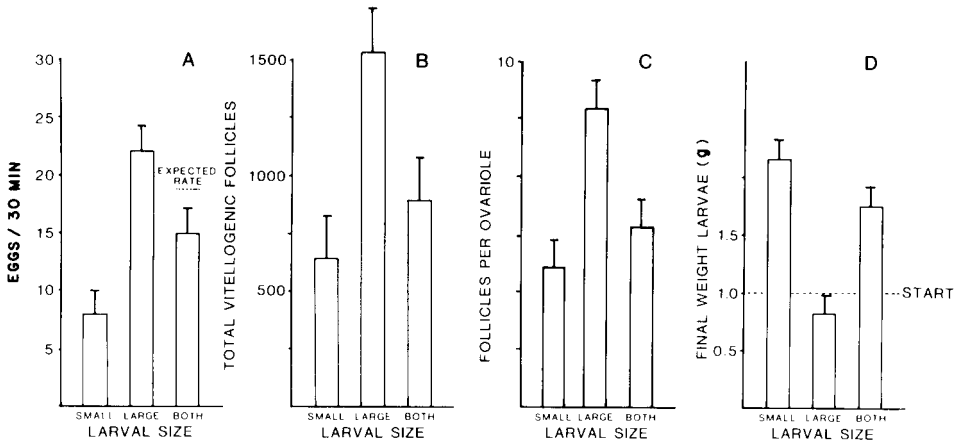 A
EGGS / 30 MIN
30
25
20
15
10
5
EXPECTED
RATE
SMALL LARGE BOTH
LARVAL SIZE
B
TOTAL VITELLOGENIC FOLLICLES
1500
1000
500
SMALL LARGE BOTH
LARVAL SIZE
C
FOLLICLES PER OVARIOLE
10
SMALL LARGE BOTH
LARVAL SIZE
D
FINAL WEIGHT LARVAE (g)
1.5
1.0
0.5
START
SMALL LARGE BOTH
LARVAL SIZE